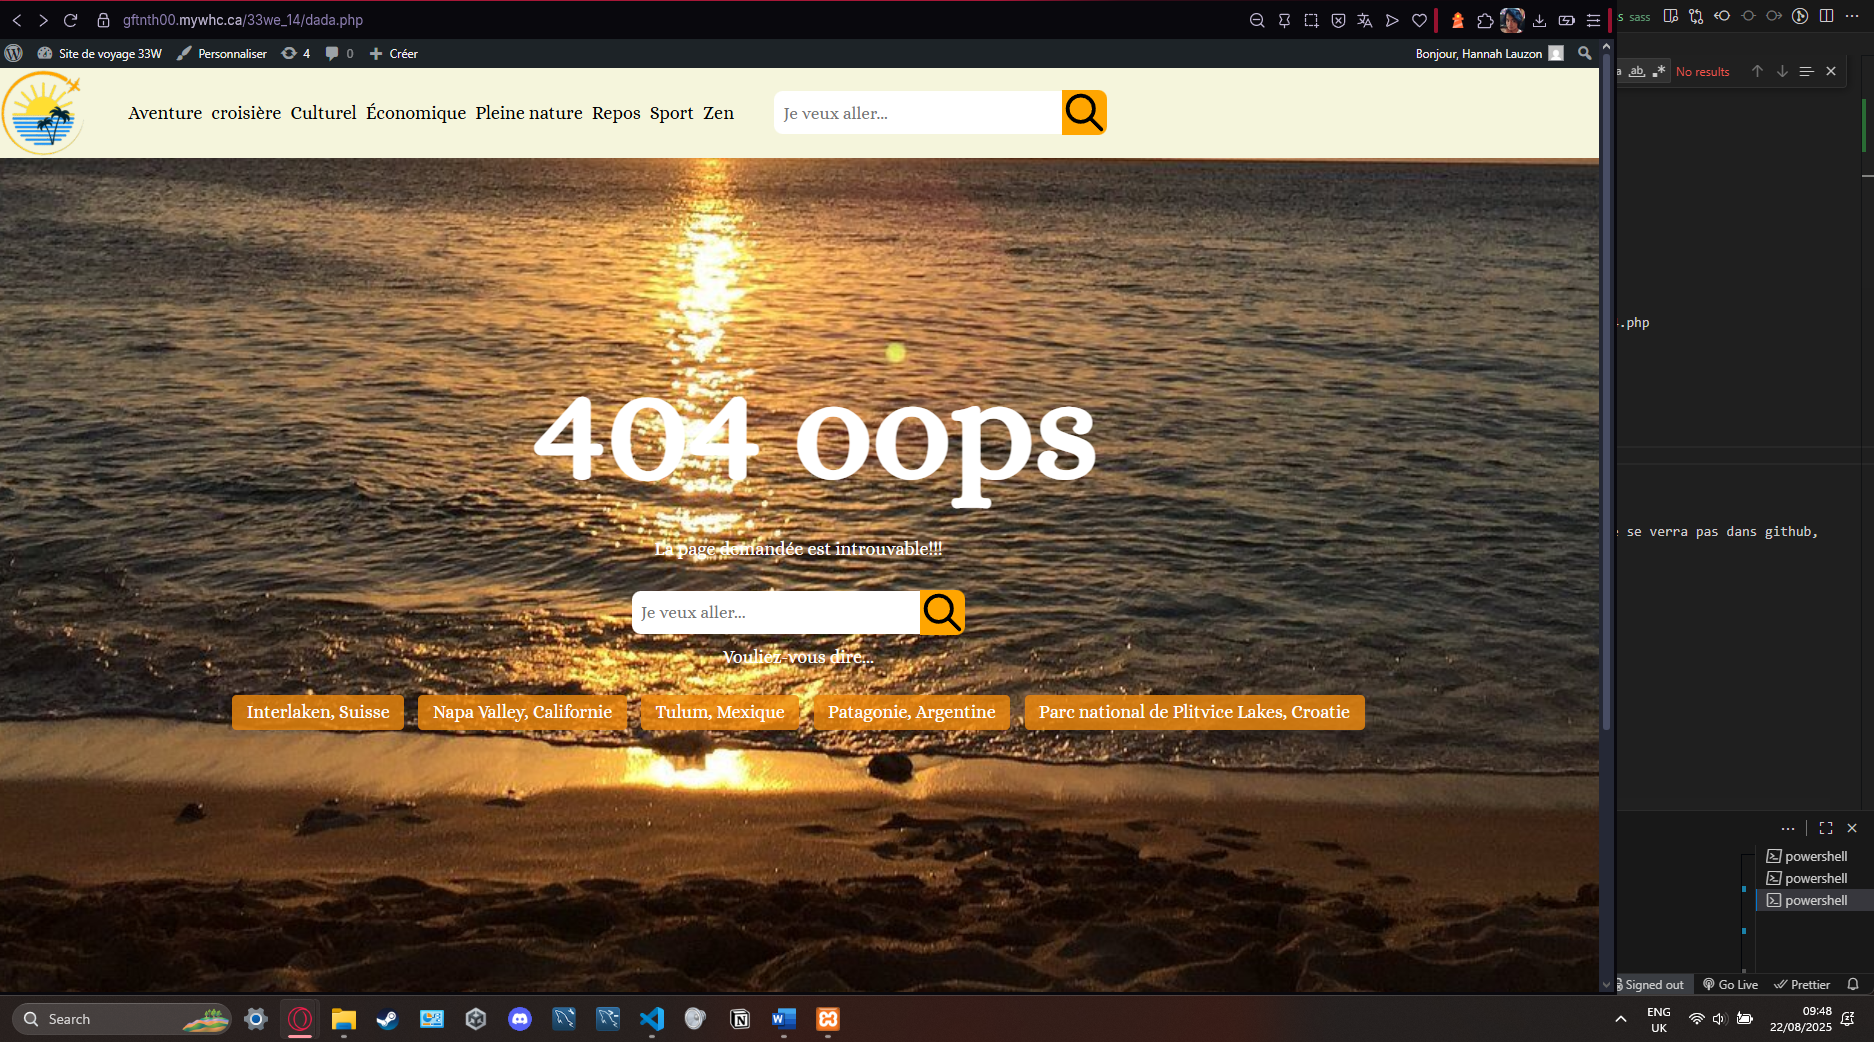 gftnth00.mywhc.ca/33we_14/dada.php
sass
Site de voyage 33W
Personnaliser
4
0
Créer
Bonjour, Hannah Lauzon
ab,
No results
Aventure croisière Culturel Économique Pleine nature Repos Sport Zen
Je veux aller...
.php
404 oops
La page demandée est introuvable!!!
se verra pas dans github,
Je veux aller...
Vouliez-vous dire...
Interlaken, Suisse
Napa Valley, Californie
Tulum, Mexique
Patagonie, Argentine
Parc national de Plitvice Lakes, Croatie
powershell
powershell
powershell
Signed out
Go Live
Prettier
Search
ENG
UK
09:48
22/08/2025